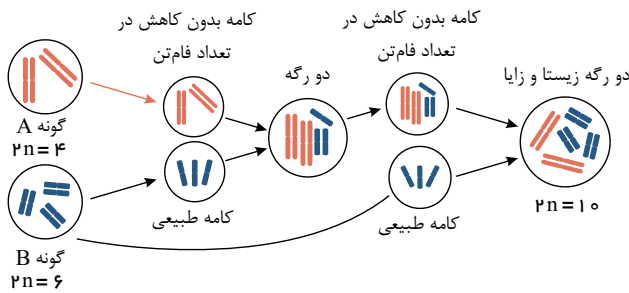 کامه بدون کاهش در
تعداد فام‌تن
کامه بدون کاهش در
تعداد فام‌تن
دو رگه
دو رگه زیستا و زایا
گونه A
۲n = ۴
کامه طبیعی
کامه طبیعی
۲n = ۱۰
گونه B
۲n = ۶